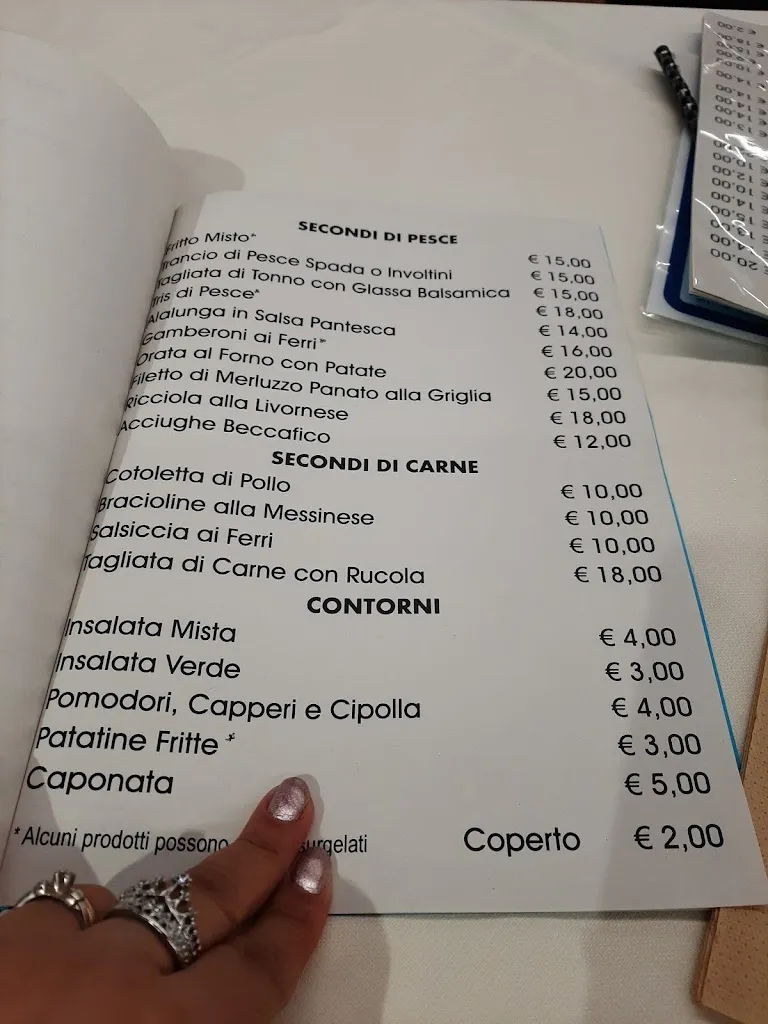 SECONDI DI PESCE
Fritto Misto* € 15,00
Trancio di Pesce Spada o Involtini € 15,00
Tagliata di Tonno con Glassa Balsamica € 15,00
Tris di Pesce* € 18,00
Alalunga in Salsa Pantesca € 14,00
Gamberoni ai Ferri* € 16,00
Orata al Forno con Patate € 20,00
Filetto di Merluzzo Panato alla Griglia € 15,00
Ricciola alla Livornese € 18,00
Acciughe Beccafico € 12,00
SECONDI DI CARNE
Cotoletta di Pollo € 10,00
Bracioline alla Messinese € 10,00
Salsiccia ai Ferri € 10,00
Tagliata di Carne con Rucola € 18,00
CONTORNI
Insalata Mista € 4,00
Insalata Verde € 3,00
Pomodori, Capperi e Cipolla € 4,00
Patatine Fritte* € 3,00
Caponata € 5,00
*Alcuni prodotti possono surgelati
Coperto € 2,00